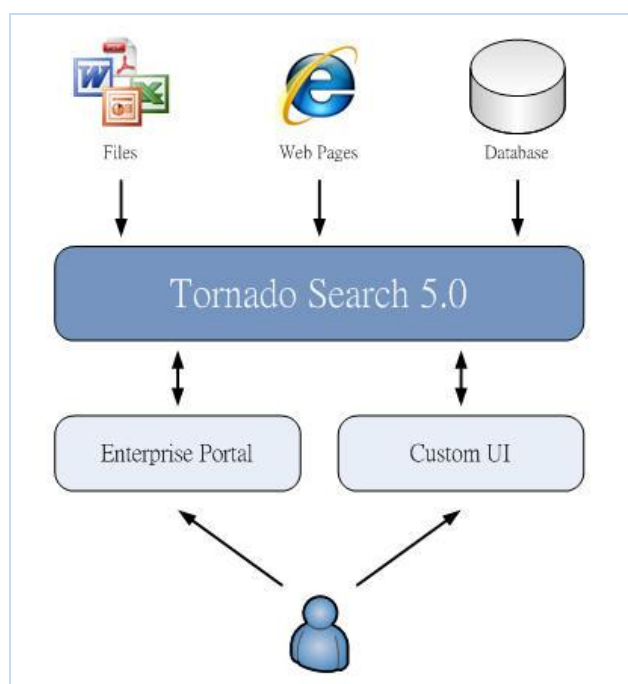 Files
Web Pages
Database
Tornado Search 5.0
Enterprise Portal
Custom UI